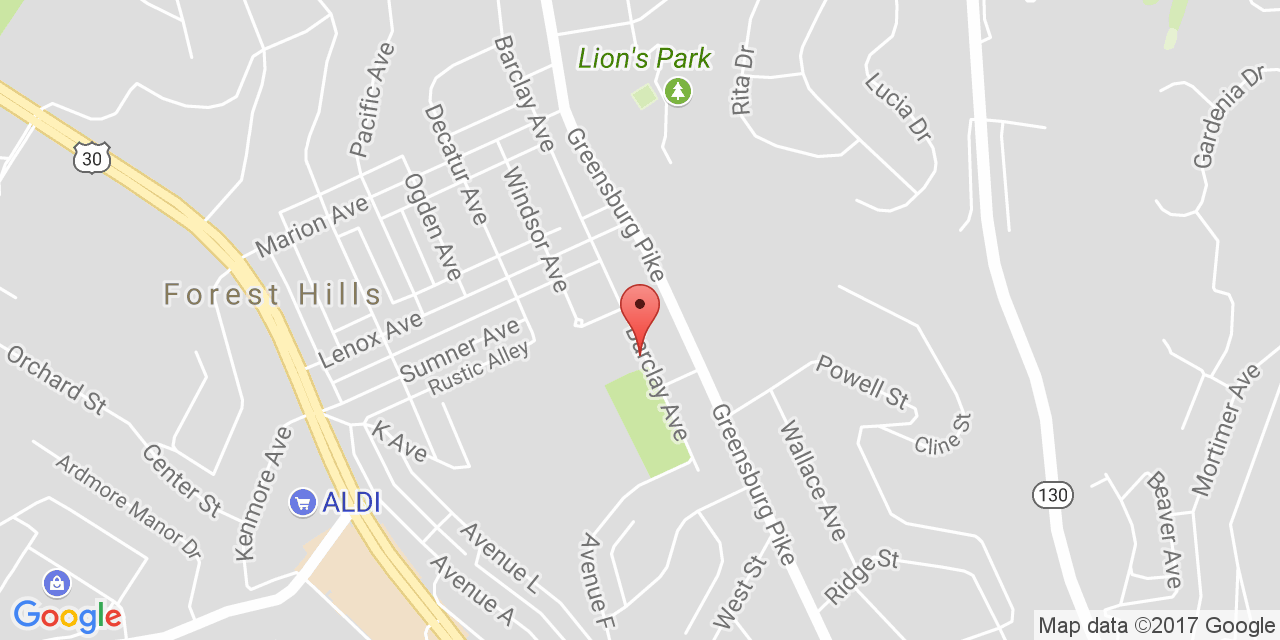 Lion's Park
Barclay Ave
Pacific Ave
Rita Dr
Lucia Dr
Gardenia Dr
30
Decatur Ave
Greensburg Pike
Ogden Ave
Windsor Ave
Marion Ave
Forest Hills
Lenox Ave
Sumner Ave
Rustic Alley
Barclay Ave
Orchard St
Powell St
Cline St
Mortimer Ave
K Ave
Greensburg Pike
Wallace Ave
Center St
Kenmore Ave
Ardmore Manor Dr
ALDI
130
Beaver Ave
Avenue L
Avenue A
Avenue F
West St
Ridge St
Google
Map data ©2017 Google